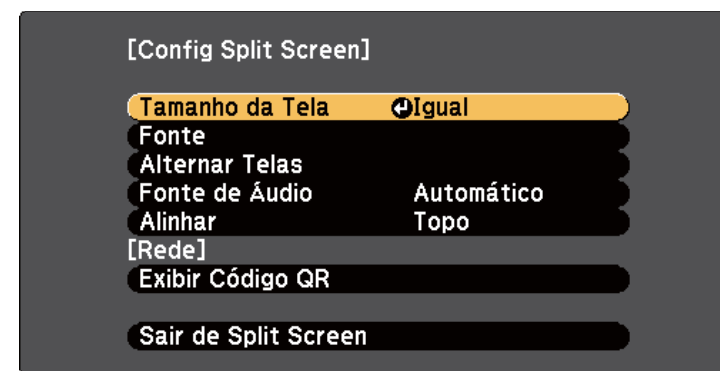 [Config Split Screen]
Tamanho da Tela Igual
Fonte
Alternar Telas
Fonte de Áudio Automático
Alinhar Topo
[Rede]
Exibir Código QR
Sair de Split Screen